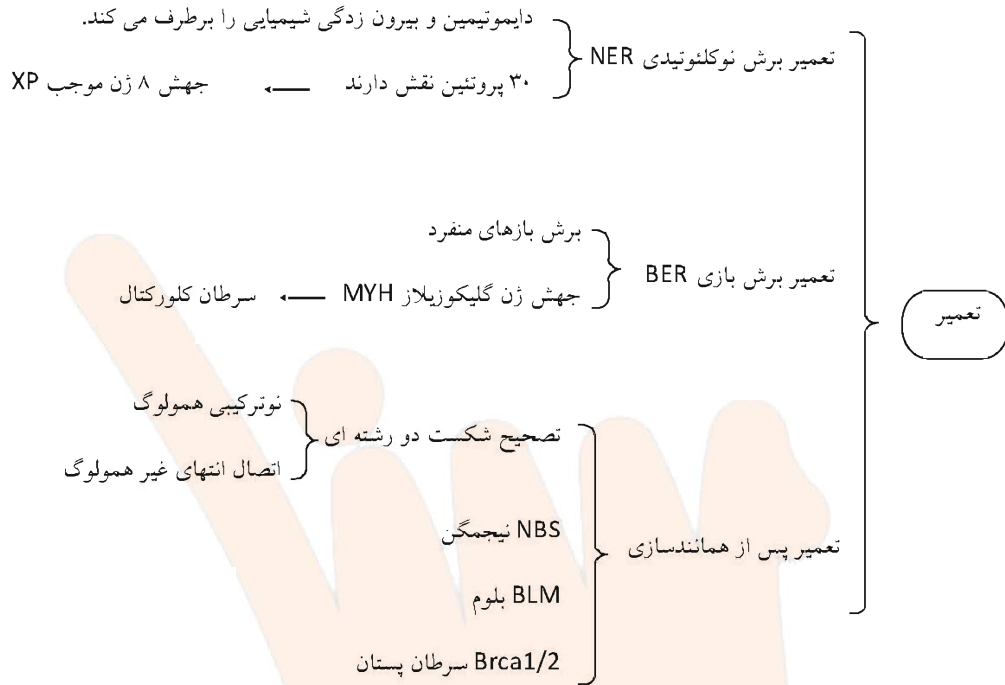 دایموتیمین و بیرون زدگی شیمیایی را برطرف می کند.
تعمیر برش نوکلئوتیدی NER
۳۰ پروتئین نقش دارند ← جهش ۸ ژن موجب XP
برش بازهای منفرد
تعمیر برش بازی BER
جهش ژن گلیکوزیلاز MYH ← سرطان کلورکتال
تعمیر
نوترکیبی همولوگ
تصحیح شکست دو رشته ای
اتصال انتهای غیر همولوگ
NBS نیجمگن
تعمیر پس از همانندسازی
BLM بلوم
Brca1/2 سرطان پستان